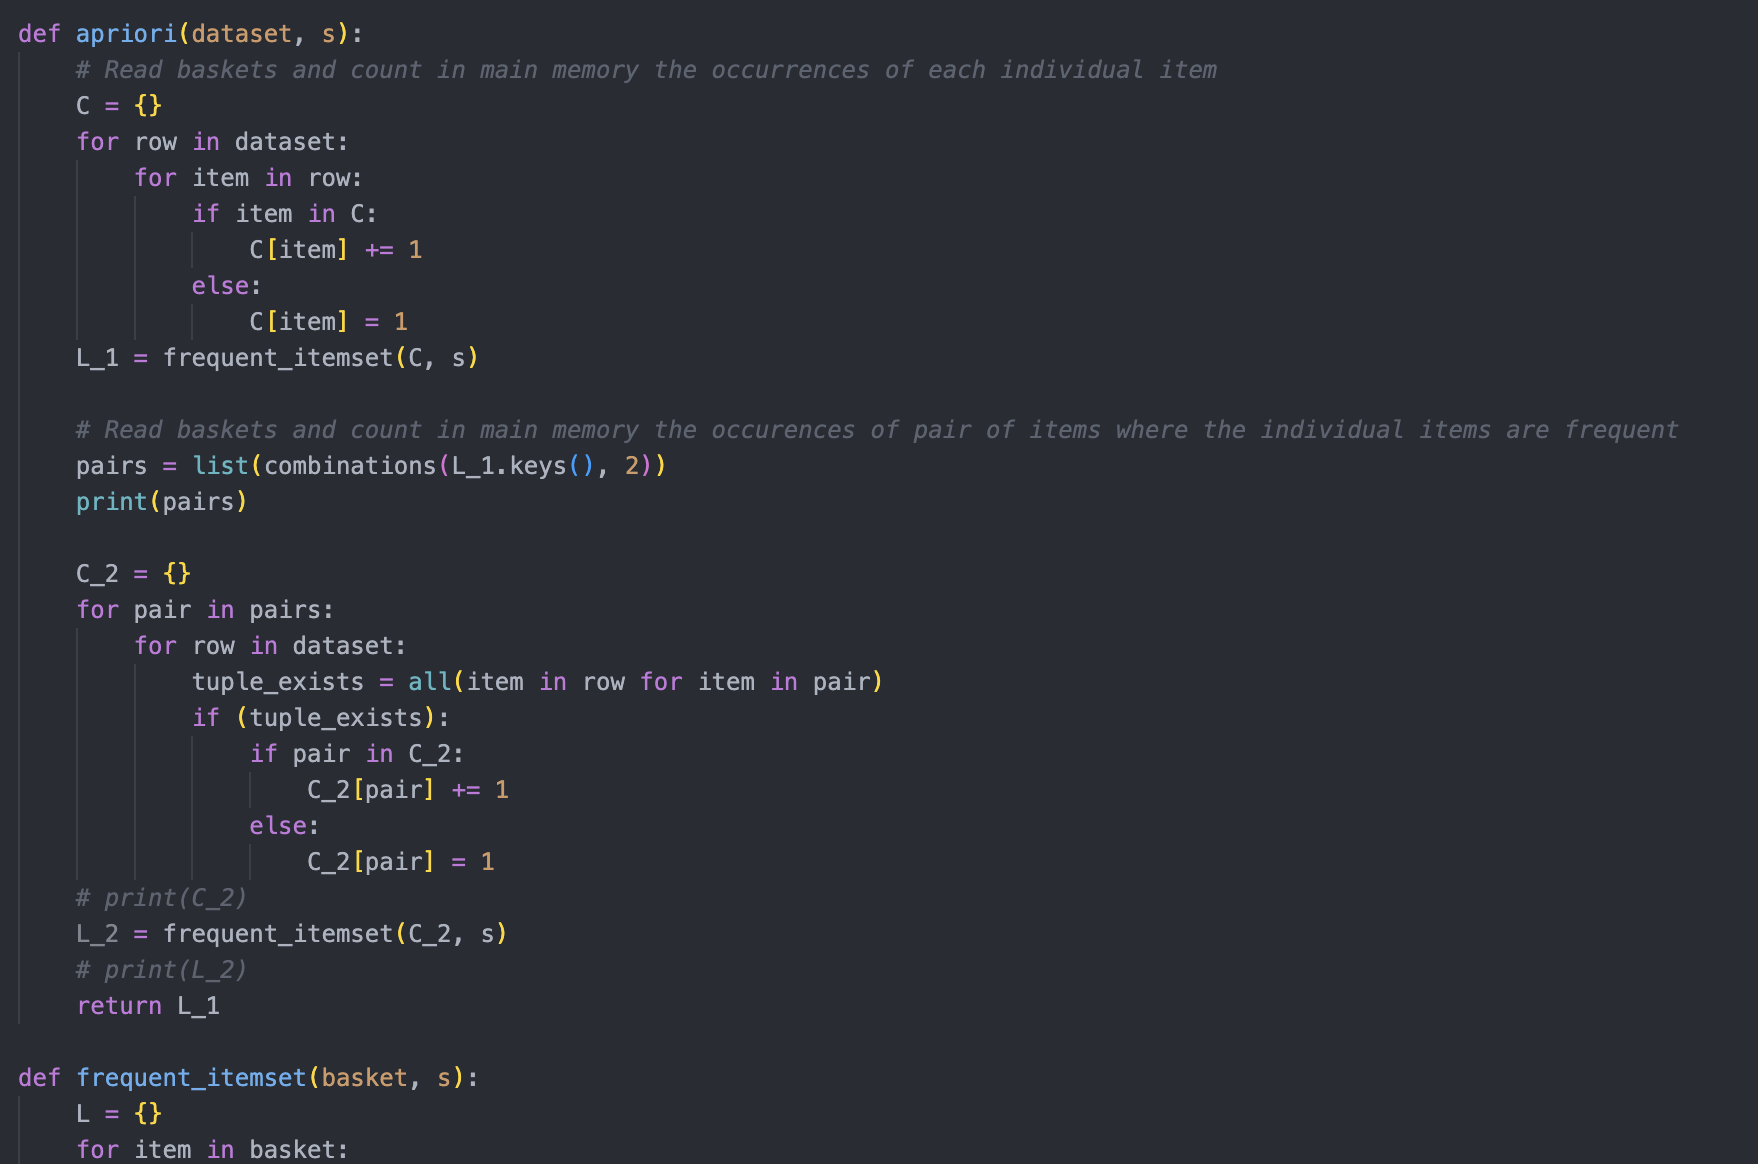 def apriori(dataset, s):
    # Read baskets and count in main memory the occurrences of each individual item
    C = {}
    for row in dataset:
        for item in row:
            if item in C:
                C[item] += 1
            else:
                C[item] = 1
    L_1 = frequent_itemset(C, s)

    # Read baskets and count in main memory the occurences of pair of items where the individual items are frequent
    pairs = list(combinations(L_1.keys(), 2))
    print(pairs)

    C_2 = {}
    for pair in pairs:
        for row in dataset:
            tuple_exists = all(item in row for item in pair)
            if (tuple_exists):
                if pair in C_2:
                    C_2[pair] += 1
                else:
                    C_2[pair] = 1
    # print(C_2)
    L_2 = frequent_itemset(C_2, s)
    # print(L_2)
    return L_1

def frequent_itemset(basket, s):
    L = {}
    for item in basket: